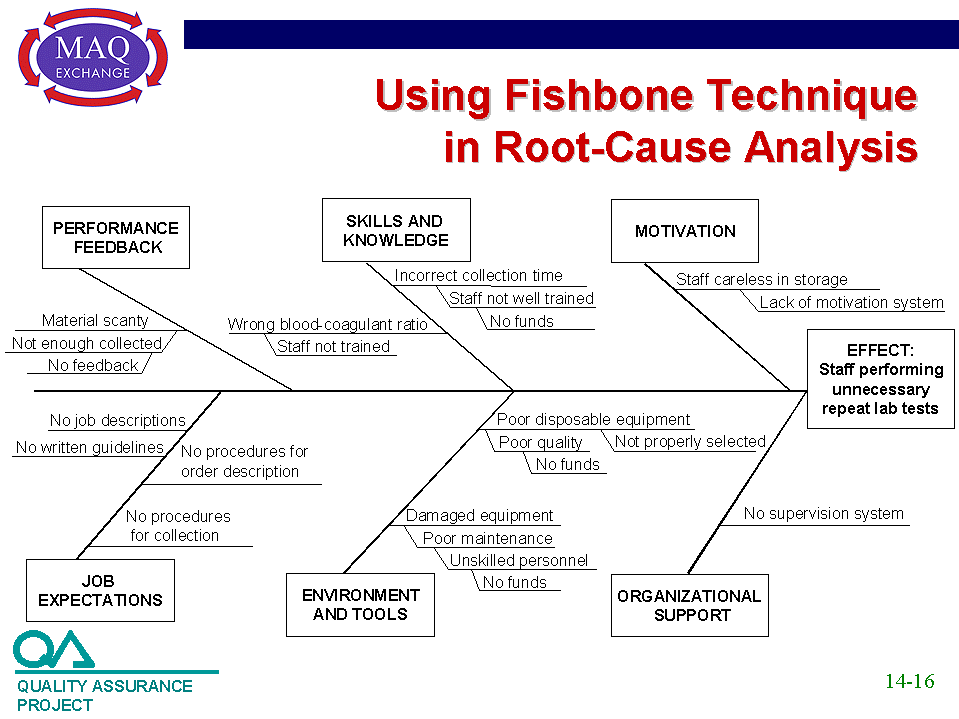 MAQ
EXCHANGE
Using Fishbone Technique
in Root-Cause Analysis
PERFORMANCE
FEEDBACK
SKILLS AND
KNOWLEDGE
MOTIVATION
Incorrect collection time
Staff not well trained
No funds
Staff careless in storage
Lack of motivation system
Material scanty
Not enough collected
No feedback
Wrong blood-coagulant ratio
Staff not trained
EFFECT:
Staff performing
unnecessary
repeat lab tests
No job descriptions
No written guidelines
No procedures for
order description
No procedures
for collection
Poor disposable equipment
Poor quality
Not properly selected
No funds
Damaged equipment
Poor maintenance
Unskilled personnel
No funds
No supervision system
JOB
EXPECTATIONS
ENVIRONMENT
AND TOOLS
ORGANIZATIONAL
SUPPORT
QA
QUALITY ASSURANCE
PROJECT
14-16